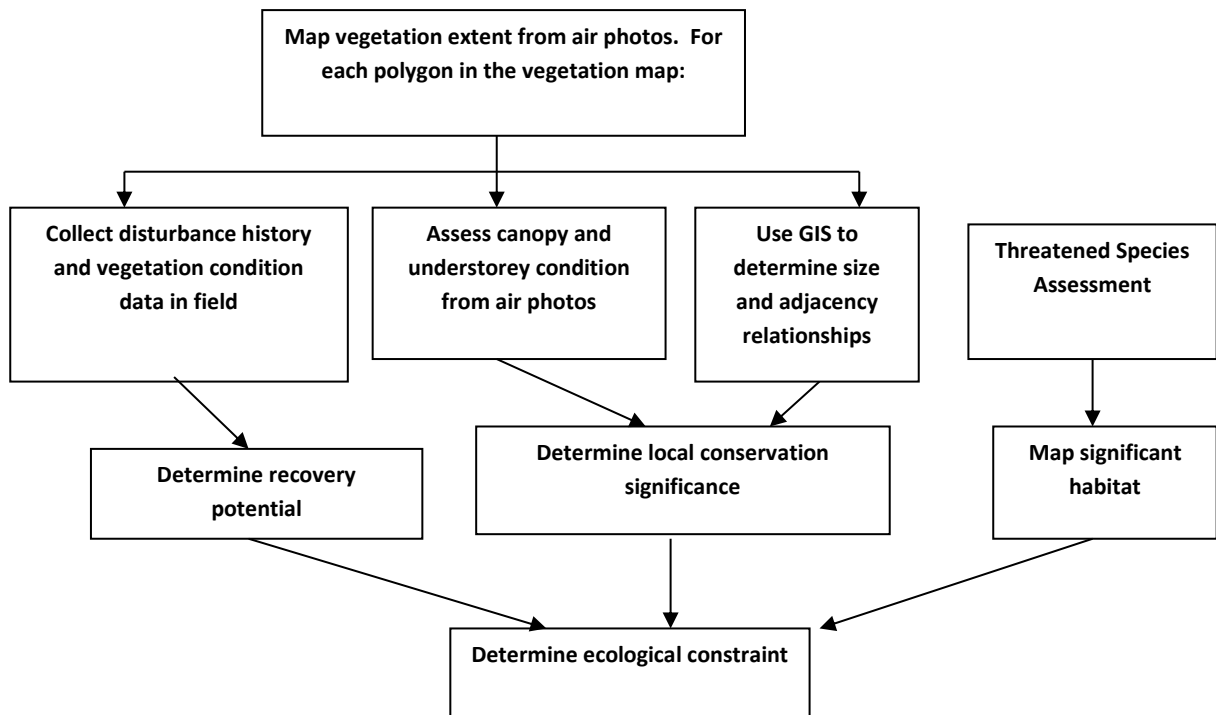 Map vegetation extent from air photos.  For
each polygon in the vegetation map:
Collect disturbance history
and vegetation condition
data in field
Assess canopy and
understorey condition
from air photos
Use GIS to
determine size
and adjacency
relationships
Threatened Species
Assessment
Determine recovery
potential
Determine local conservation
significance
Map significant
habitat
Determine ecological constraint